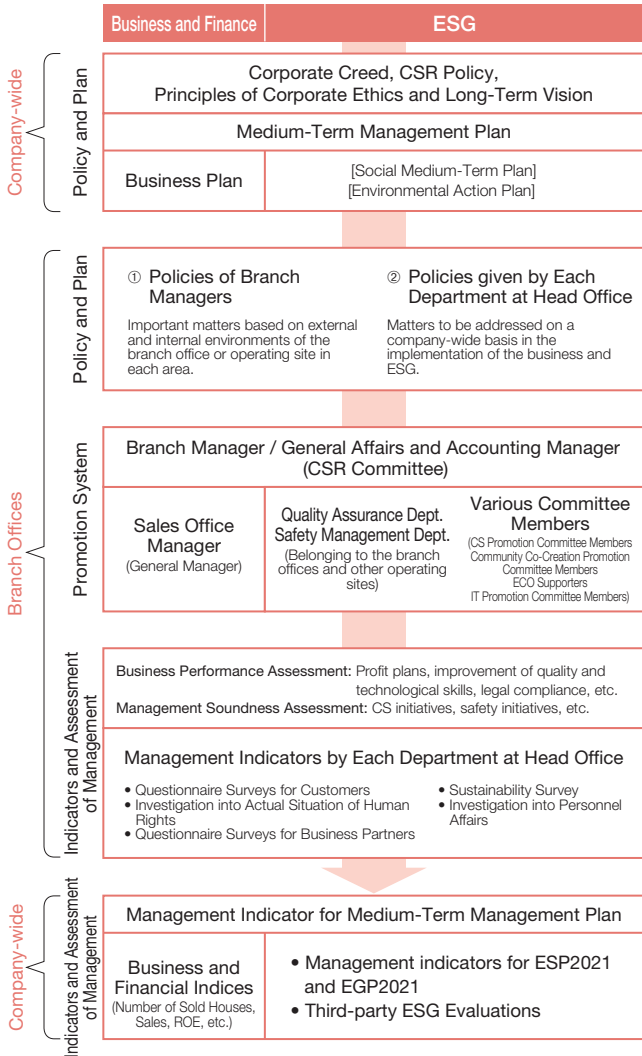 Business and Finance
ESG
Company-wide
Policy and Plan
Corporate Creed, CSR Policy,
Principles of Corporate Ethics and Long-Term Vision
Medium-Term Management Plan
Business Plan
[Social Medium-Term Plan]
[Environmental Action Plan]
Branch Offices
Policy and Plan
① Policies of Branch
Managers
Important matters based on external
and internal environments of the
branch office or operating site in
each area.
② Policies given by Each
Department at Head Office
Matters to be addressed on a
company-wide basis in the
implementation of the business and
ESG.
Promotion System
Branch Manager / General Affairs and Accounting Manager
(CSR Committee)
Sales Office
Manager
(General Manager)
Quality Assurance Dept.
Safety Management Dept.
(Belonging to the branch
offices and other operating
sites)
Various Committee
Members
(CS Promotion Committee Members
Community Co-Creation Promotion
Committee Members
ECO Supporters
IT Promotion Committee Members)
Indicators and Assessment
of Management
Business Performance Assessment: Profit plans, improvement of quality and
technological skills, legal compliance, etc.
Management Soundness Assessment: CS initiatives, safety initiatives, etc.
Management Indicators by Each Department at Head Office
• Questionnaire Surveys for Customers
• Investigation into Actual Situation of Human
Rights
• Questionnaire Surveys for Business Partners
• Sustainability Survey
• Investigation into Personnel
Affairs
Company-wide
Indicators and Assessment
of Management
Management Indicator for Medium-Term Management Plan
Business and
Financial Indices
(Number of Sold Houses,
Sales, ROE, etc.)
• Management indicators for ESP2021
and EGP2021
• Third-party ESG Evaluations